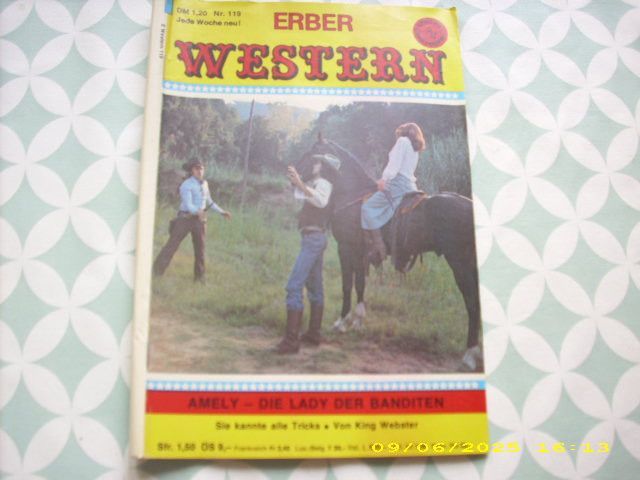 DM 1,20 Nr. 119
Jede Woche neu!
ERBER
WESTERN
AMELY – DIE LADY DER BANDITEN
Sie kannte alle Tricks • Von King Webster
Sfr. 1,50 ÖS 9,–
09/06/2025 16:13